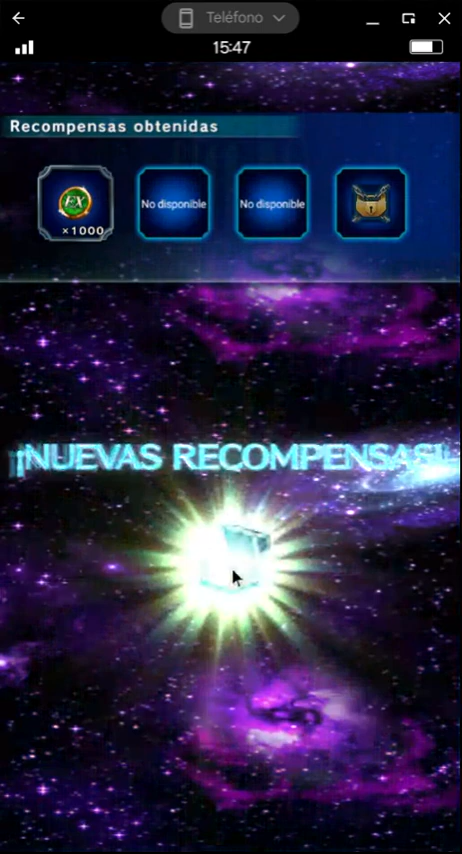 Teléfono
15:47
Recompensas obtenidas
EX
×1000
No disponible
No disponible
¡¡NUEVAS RECOMPENSAS!!